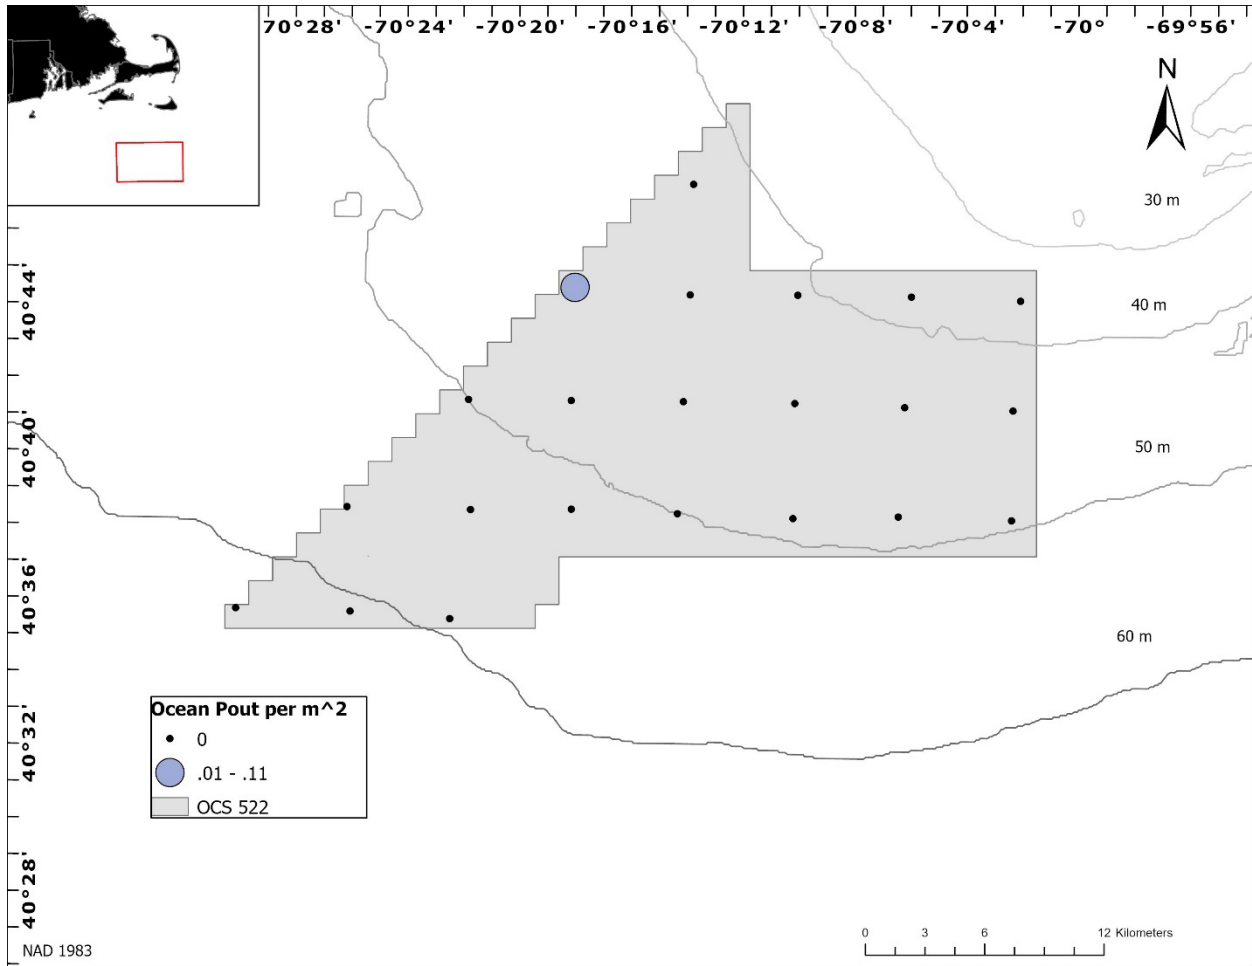 70°28' -70°24' -70°20' -70°16' -70°12' -70°8' -70°4' -70° -69°56'
N
30 m
40°44'
40 m
40°40'
50 m
40°36'
60 m
Ocean Pout per m^2
0
.01 - .11
OCS 522
40°32'
40°28'
0 3 6 12 Kilometers
NAD 1983